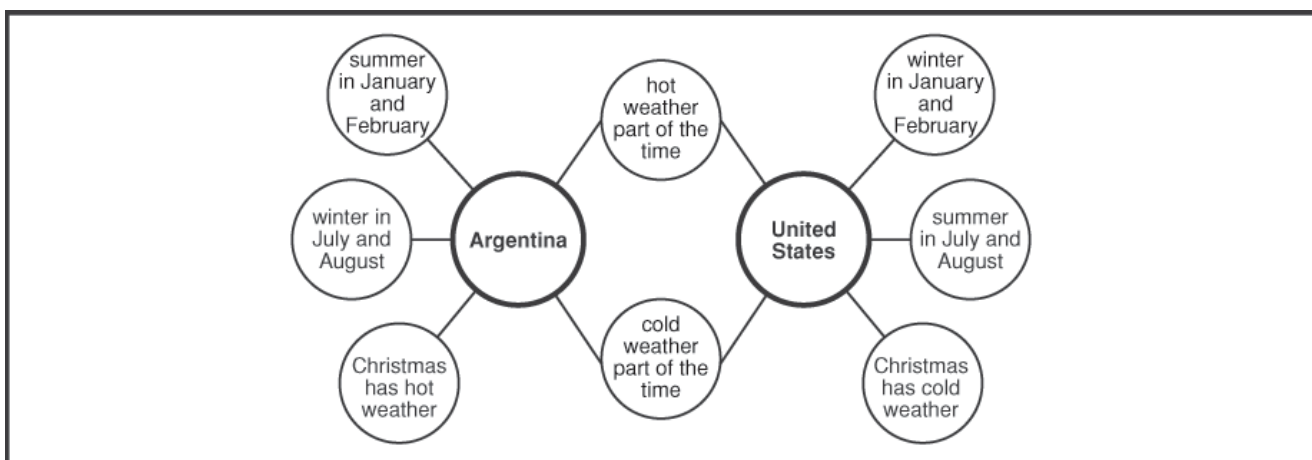 summer
in January
and
February
hot
weather
part of the
time
winter
in January
and
February
winter in
July and
August
Argentina
United
States
summer
in July and
August
Christmas
has hot
weather
cold
weather
part of the
time
Christmas
has cold
weather